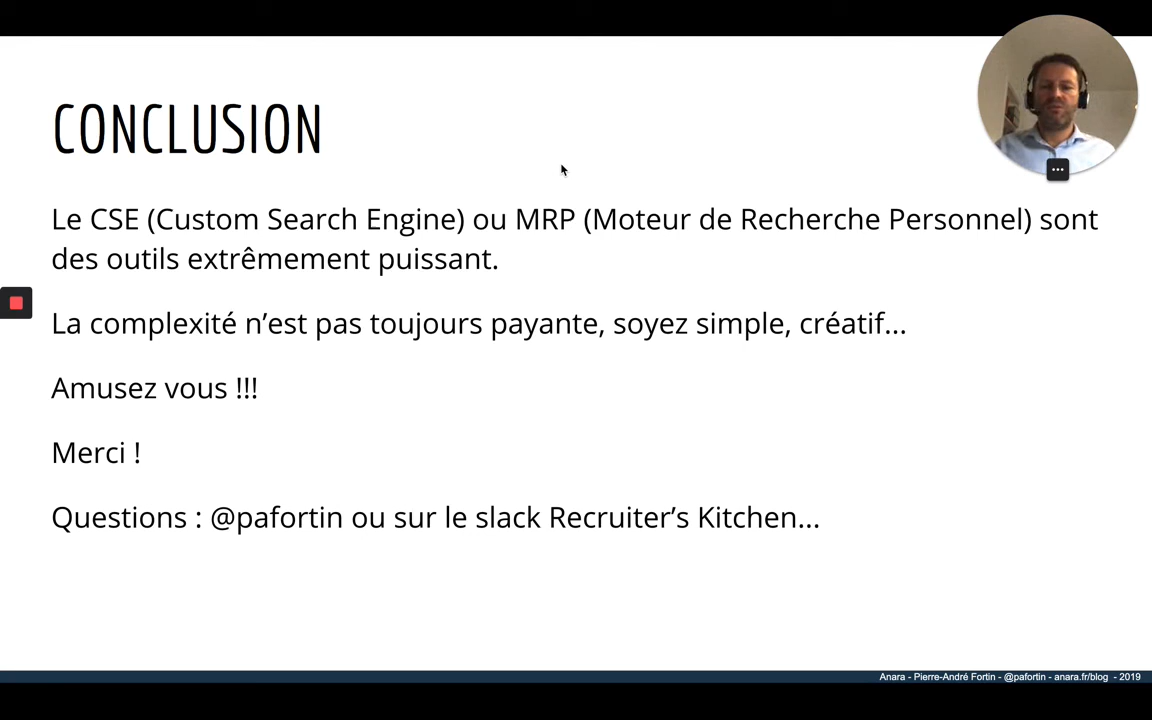 CONCLUSION
Le CSE (Custom Search Engine) ou MRP (Moteur de Recherche Personnel) sont
des outils extrêmement puissant.
La complexité n’est pas toujours payante, soyez simple, créatif...
Amusez vous !!!
Merci !
Questions : @pafortin ou sur le slack Recruiter’s Kitchen...
Anara - Pierre-André Fortin - @pafortin - anara.fr/blog - 2019